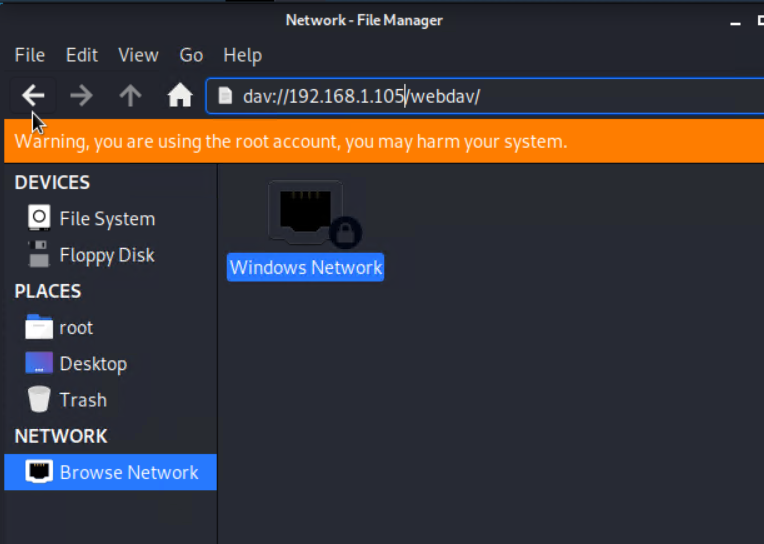 Network - File Manager
File Edit View Go Help
dav://192.168.1.105/webdav/
Warning, you are using the root account, you may harm your system.
DEVICES
File System
Floppy Disk
PLACES
root
Desktop
Trash
NETWORK
Browse Network
Windows Network